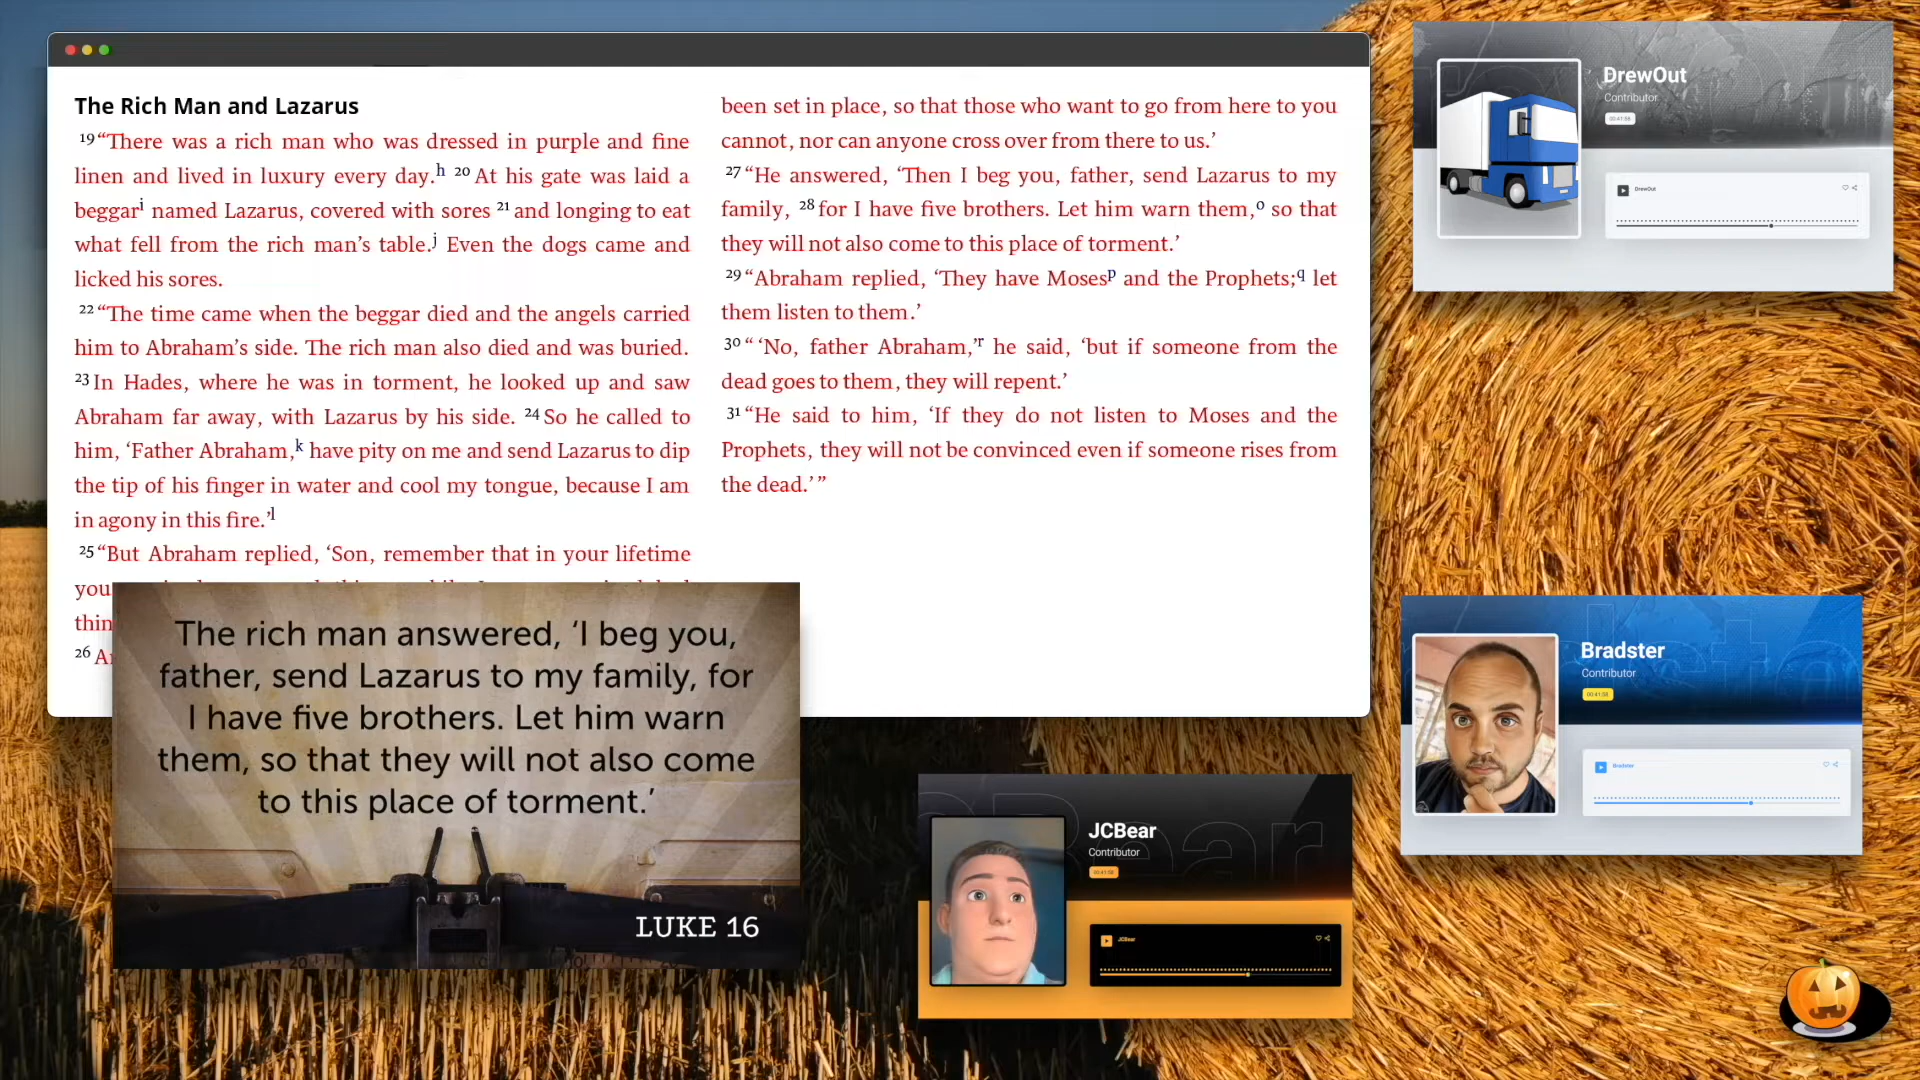 The Rich Man and Lazarus
19 “There was a rich man who was dressed in purple and fine
linen and lived in luxury every day.h 20 At his gate was laid a
beggari named Lazarus, covered with sores 21 and longing to eat
what fell from the rich man’s table.j Even the dogs came and
licked his sores.
22 “The time came when the beggar died and the angels carried
him to Abraham’s side. The rich man also died and was buried.
23 In Hades, where he was in torment, he looked up and saw
Abraham far away, with Lazarus by his side. 24 So he called to
him, ‘Father Abraham,k have pity on me and send Lazarus to dip
the tip of his finger in water and cool my tongue, because I am
in agony in this fire.’l
25 “But Abraham replied, ‘Son, remember that in your lifetime
you
thin
26
been set in place, so that those who want to go from here to you
cannot, nor can anyone cross over from there to us.’
27 “He answered, ‘Then I beg you, father, send Lazarus to my
family, 28 for I have five brothers. Let him warn them,o so that
they will not also come to this place of torment.’
29 “Abraham replied, ‘They have Mosesp and the Prophets;q let
them listen to them.’
30 “ ‘No, father Abraham,’r he said, ‘but if someone from the
dead goes to them, they will repent.’
31 “He said to him, ‘If they do not listen to Moses and the
Prophets, they will not be convinced even if someone rises from
the dead.’ ”
The rich man answered, ‘I beg you,
father, send Lazarus to my family, for
I have five brothers. Let him warn
them, so that they will not also come
to this place of torment.’
LUKE 16
DrewOut
Contributor
00:41:58
DrewOut
Bradster
Contributor
00:41:58
Bradster
JCBear
Contributor
00:41:58
JCBear